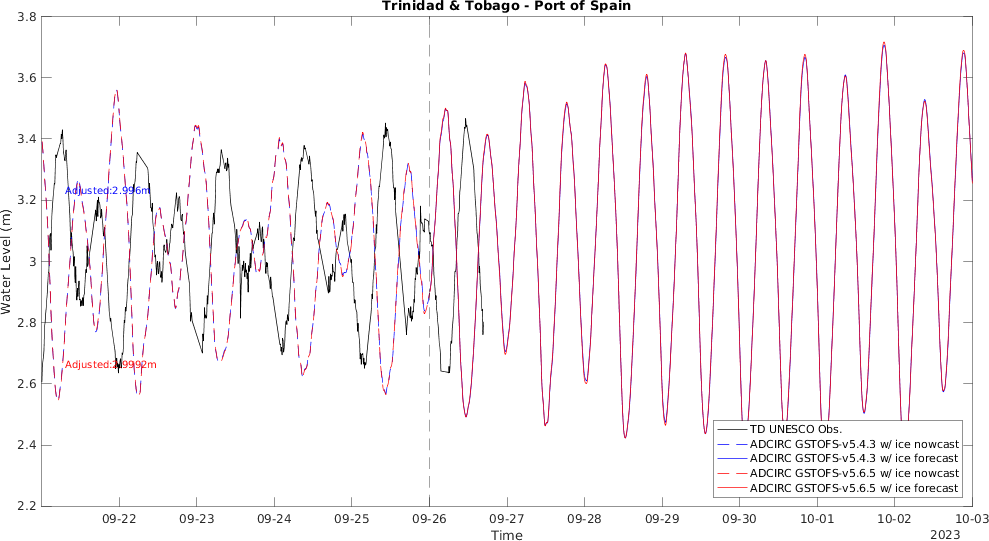 Trinidad & Tobago - Port of Spain
3.8
3.6
3.4
3.2
3
2.8
2.6
2.4
2.2
Water Level (m)
Adjusted:2.996m
Adjusted:2.9992m
TD UNESCO Obs.
ADCIRC GSTOFS-v5.4.3 w/ ice nowcast
ADCIRC GSTOFS-v5.4.3 w/ ice forecast
ADCIRC GSTOFS-v5.6.5 w/ ice nowcast
ADCIRC GSTOFS-v5.6.5 w/ ice forecast
09-22 09-23 09-24 09-25 09-26 09-27 09-28 09-29 09-30 10-01 10-02 10-03
Time
2023